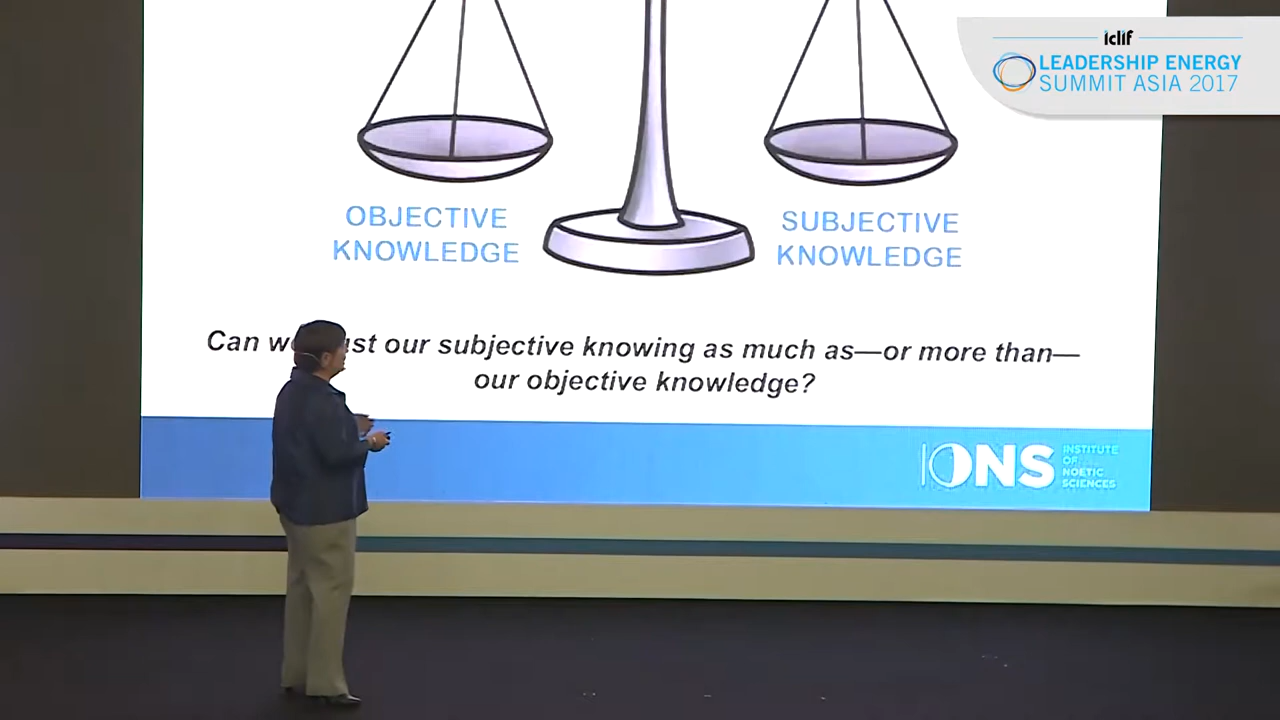 iclif
LEADERSHIP ENERGY
SUMMIT ASIA 2017
OBJECTIVE
KNOWLEDGE
SUBJECTIVE
KNOWLEDGE
Can we ust our subjective knowing as much as—or more than—
our objective knowledge?
IONS
INSTITUTE
OF
NOETIC
SCIENCES